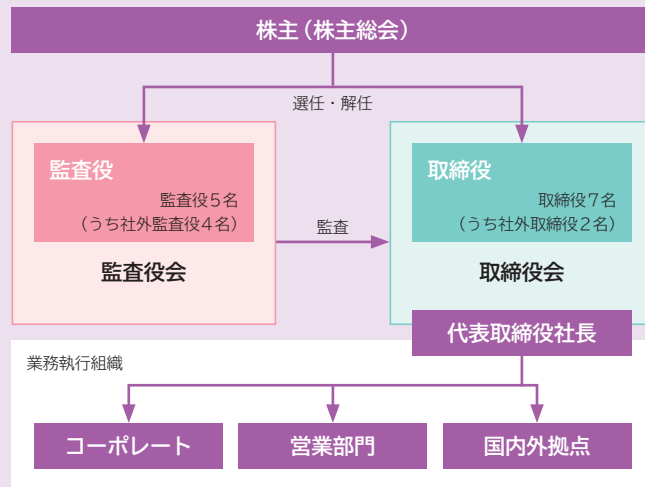 株主（株主総会）
選任・解任
監査役
監査役5名
（うち社外監査役4名）
監査役会
監査
取締役
取締役7名
（うち社外取締役2名）
取締役会
代表取締役社長
業務執行組織
コーポレート
営業部門
国内外拠点